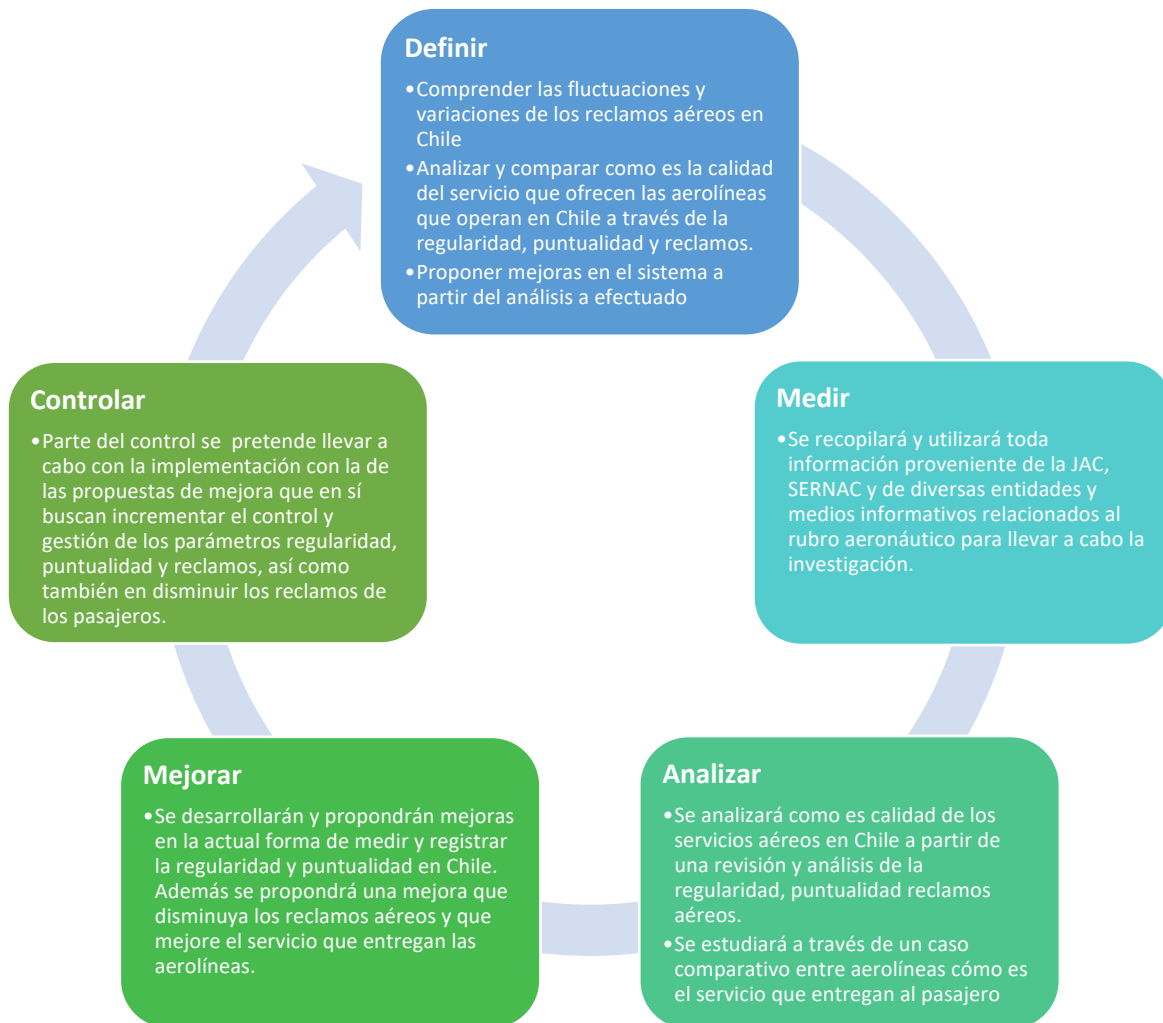 Definir
•Comprender las fluctuaciones y
variaciones de los reclamos aéreos en
Chile
•Analizar y comparar como es la calidad
del servicio que ofrecen las aerolíneas
que operan en Chile a través de la
regularidad, puntualidad y reclamos.
•Proponer mejoras en el sistema a
partir del análisis a efectuado
Medir
•Se recopilará y utilizará toda
información proveniente de la JAC,
SERNAC y de diversas entidades y
medios informativos relacionados al
rubro aeronáutico para llevar a cabo la
investigación.
Analizar
•Se analizará como es calidad de los
servicios aéreos en Chile a partir de
una revisión y análisis de la
regularidad, puntualidad reclamos
aéreos.
•Se estudiará a través de un caso
comparativo entre aerolíneas cómo es
el servicio que entregan al pasajero
Mejorar
•Se desarrollarán y propondrán mejoras
en la actual forma de medir y registrar
la regularidad y puntualidad en Chile.
Además se propondrá una mejora que
disminuya los reclamos aéreos y que
mejore el servicio que entregan las
aerolíneas.
Controlar
•Parte del control se pretende llevar a
cabo con la implementación con la de
las propuestas de mejora que en sí
buscan incrementar el control y
gestión de los parámetros regularidad,
puntualidad y reclamos, así como
también en disminuir los reclamos de
los pasajeros.